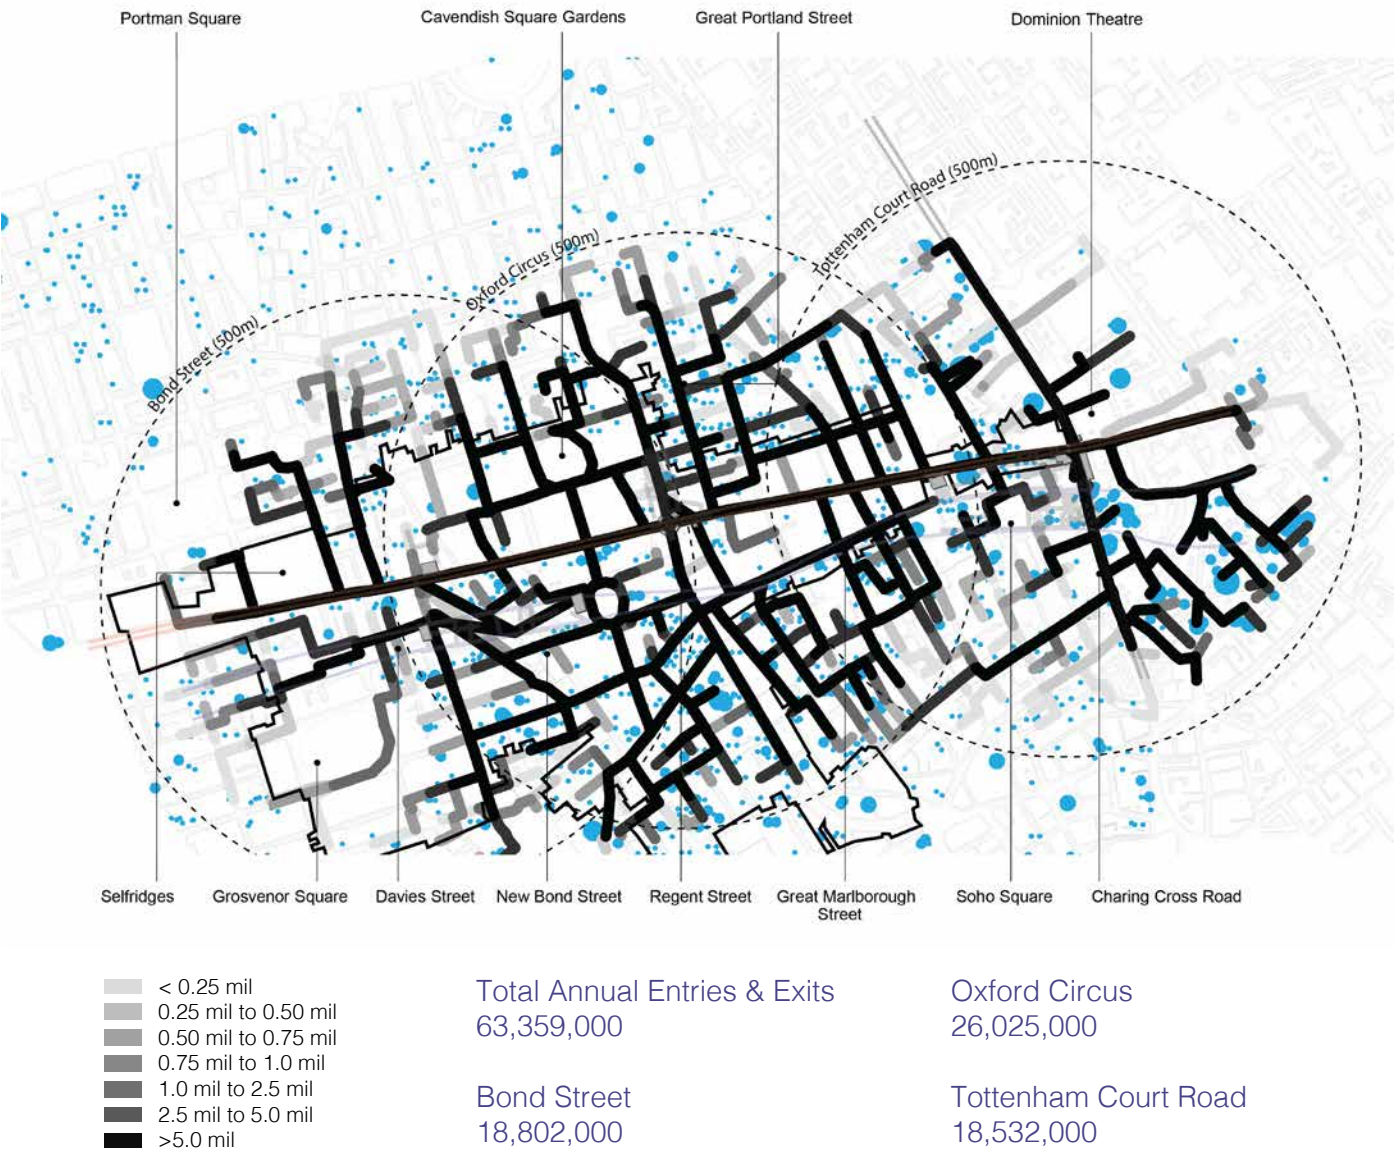 Portman Square
Cavendish Square Gardens
Great Portland Street
Dominion Theatre
Bond Street (500m)
Oxford Circus (500m)
Tottenham Court Road (500m)
Selfridges
Grosvenor Square
Davies Street
New Bond Street
Regent Street
Great Marlborough
Street
Soho Square
Charing Cross Road
< 0.25 mil
0.25 mil to 0.50 mil
0.50 mil to 0.75 mil
0.75 mil to 1.0 mil
1.0 mil to 2.5 mil
2.5 mil to 5.0 mil
>5.0 mil
Total Annual Entries & Exits
63,359,000
Bond Street
18,802,000
Oxford Circus
26,025,000
Tottenham Court Road
18,532,000